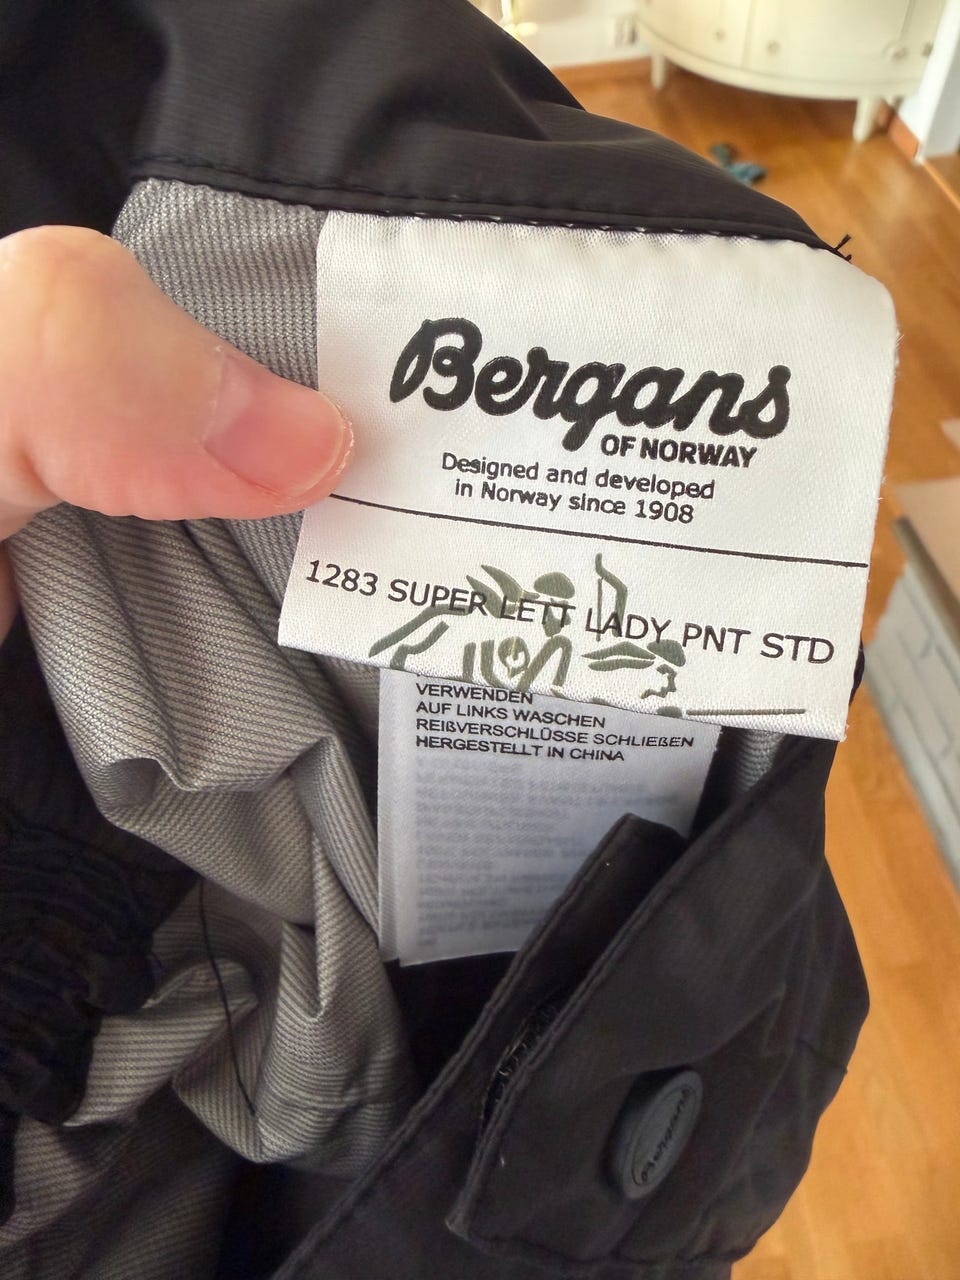 Bergans
OF NORWAY
Designed and developed
in Norway since 1908
1283 SUPER LETT LADY PNT STD
VERWENDEN
AUF LINKS WASCHEN
REIẞVERSCHLÜSSE SCHLIEẞEN
HERGESTELLT IN CHINA
Bergans